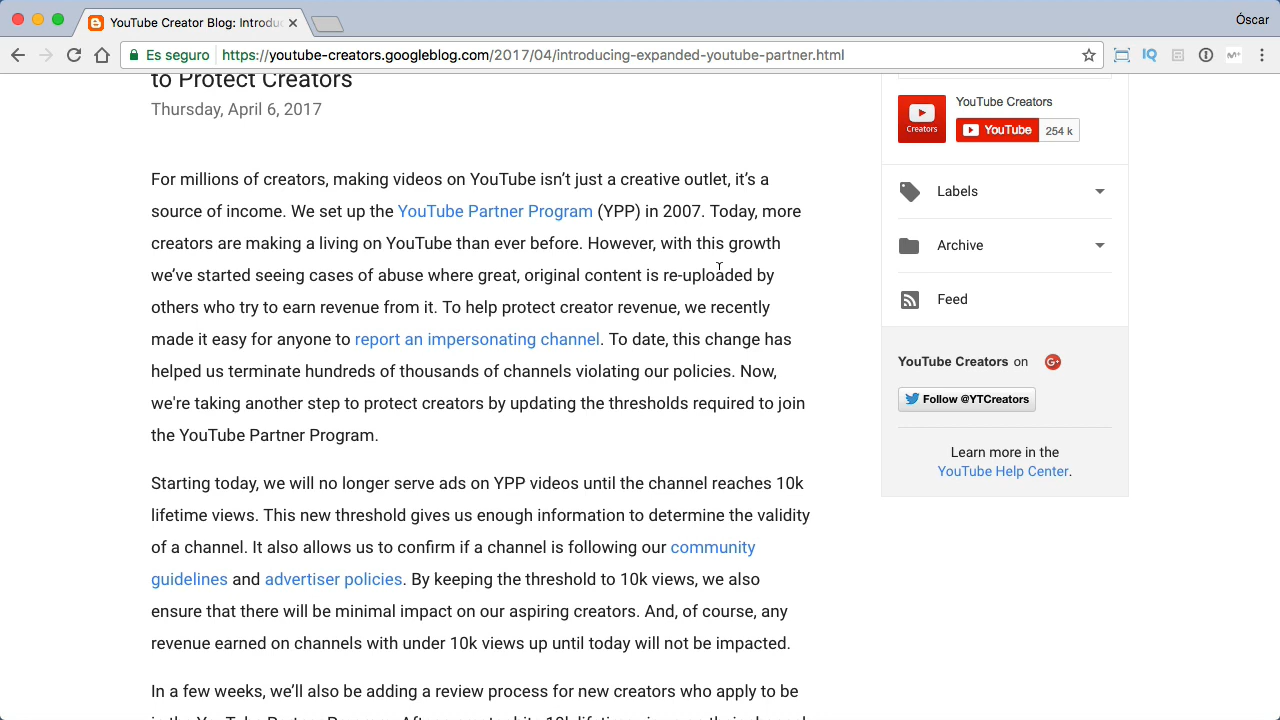 YouTube Creator Blog: Introduc
Óscar
Es seguro
https://youtube-creators.googleblog.com/2017/04/introducing-expanded-youtube-partner.html
to Protect Creators
Thursday, April 6, 2017
For millions of creators, making videos on YouTube isn’t just a creative outlet, it’s a
source of income. We set up the YouTube Partner Program (YPP) in 2007. Today, more
creators are making a living on YouTube than ever before. However, with this growth
we’ve started seeing cases of abuse where great, original content is re-uploaded by
others who try to earn revenue from it. To help protect creator revenue, we recently
made it easy for anyone to report an impersonating channel. To date, this change has
helped us terminate hundreds of thousands of channels violating our policies. Now,
we're taking another step to protect creators by updating the thresholds required to join
the YouTube Partner Program.
Starting today, we will no longer serve ads on YPP videos until the channel reaches 10k
lifetime views. This new threshold gives us enough information to determine the validity
of a channel. It also allows us to confirm if a channel is following our community
guidelines and advertiser policies. By keeping the threshold to 10k views, we also
ensure that there will be minimal impact on our aspiring creators. And, of course, any
revenue earned on channels with under 10k views up until today will not be impacted.
In a few weeks, we’ll also be adding a review process for new creators who apply to be
YouTube Creators
Creators
YouTube
254 k
Labels
Archive
Feed
YouTube Creators on
G+
Follow @YTCreators
Learn more in the
YouTube Help Center.